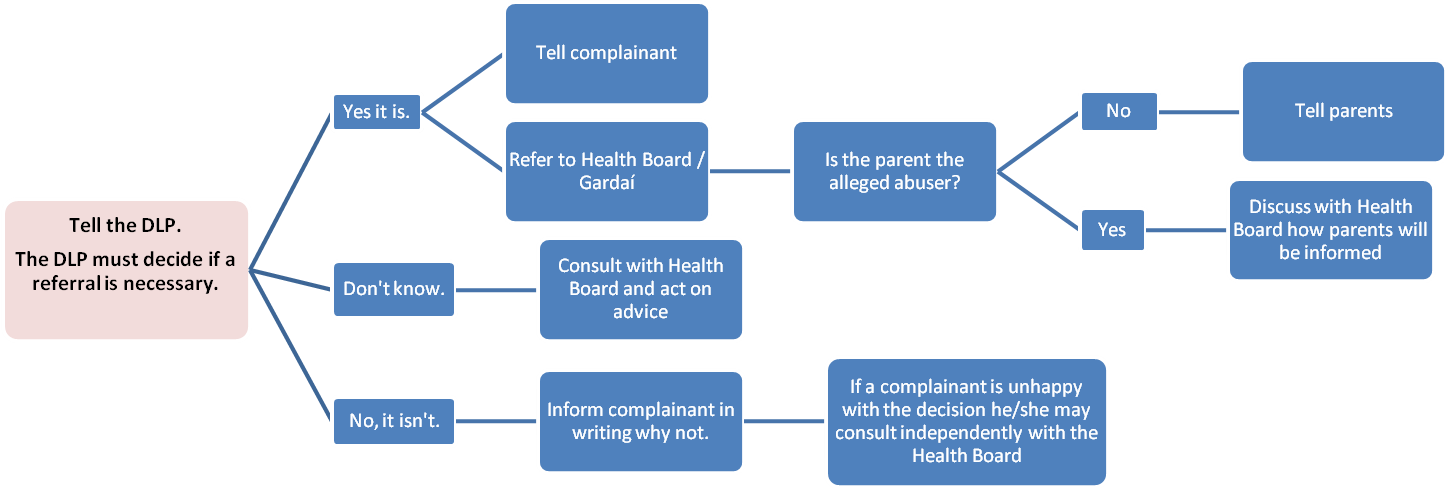 Tell the DLP.
The DLP must decide if a
referral is necessary.
Yes it is.
Tell complainant
Refer to Health Board /
Gardaí
Is the parent the
alleged abuser?
No
Tell parents
Yes
Discuss with Health
Board how parents will
be informed
Don't know.
Consult with Health
Board and act on
advice
No, it isn't.
Inform complainant in
writing why not.
If a complainant is unhappy
with the decision he/she may
consult independently with the
Health Board